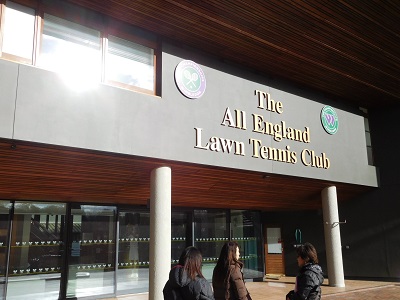 The
All England
Lawn Tennis Club